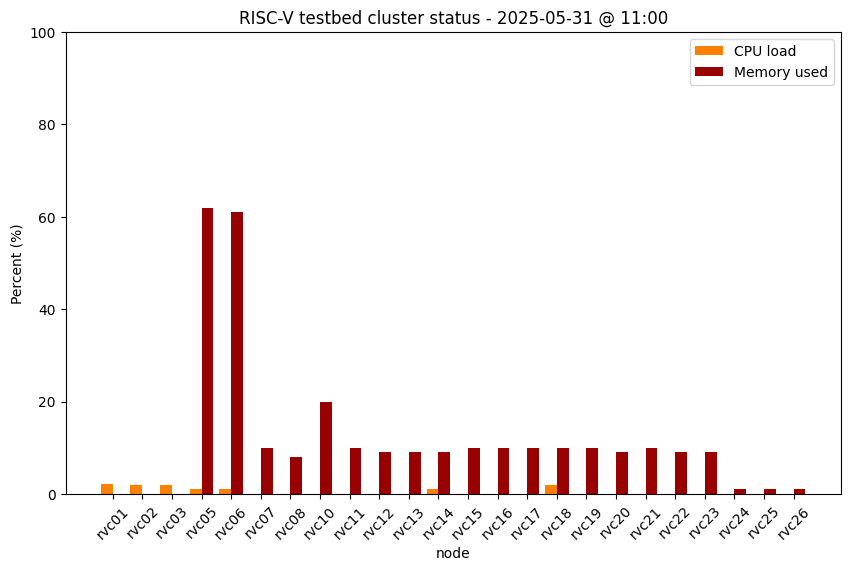 RISC-V testbed cluster status - 2025-05-31 @ 11:00
CPU load
Memory used
Percent (%)
100
80
60
40
20
0
rvc01 rvc02 rvc03 rvc05 rvc06 rvc07 rvc08 rvc10 rvc11 rvc12 rvc13 rvc14 rvc15 rvc16 rvc17 rvc18 rvc19 rvc20 rvc21 rvc22 rvc23 rvc24 rvc25 rvc26
node